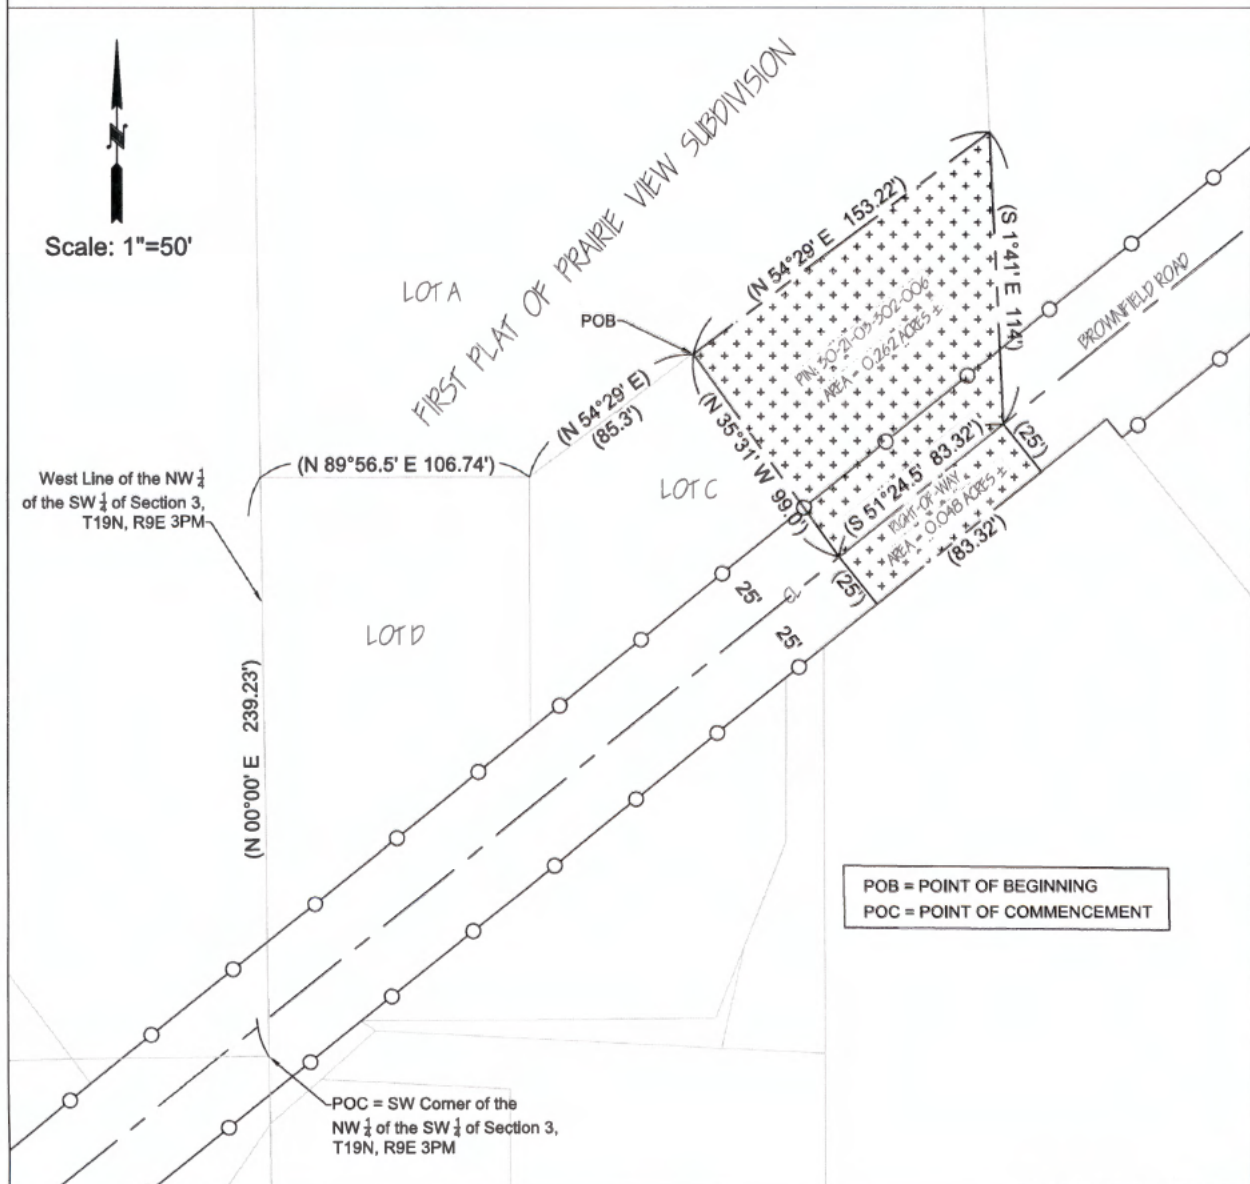 N
Scale: 1"=50'
FIRST PLAT OF PRAIRIE VIEW SUBDIVISION
LOT A
POB
(N 54°29' E 153.22')
(S 1°41' E 114')
PIN: 30-21-03-302-006
AREA = 0.262 ACRES ±
BROWNFIELD ROAD
(N 54°29' E)
(85.3')
(N 35°31' W 99.0')
(N 89°56.5' E 106.74')
LOT C
(S 51°24.5' 83.32')
(25')
RIGHT-OF-WAY
AREA = 0.048 ACRES ±
(83.32')
(25')
West Line of the NW 1/4
of the SW 1/4 of Section 3,
T19N, R9E 3PM
25'
CL
25'
LOT D
(N 00°00' E 239.23')
POB = POINT OF BEGINNING
POC = POINT OF COMMENCEMENT
POC = SW Corner of the
NW 1/4 of the SW 1/4 of Section 3,
T19N, R9E 3PM